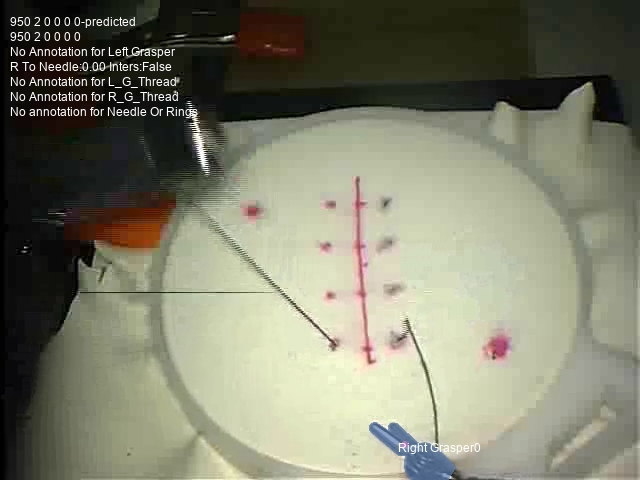 950 2 0 0 0 0-predicted
950 2 0 0 0 0
No Annotation for Left Grasper
R To Needle:0.00 Inters:False
No Annotation for L_G_Thread
No Annotation for R_G_Thread
No annotation for Needle Or Rings
Right Grasper0